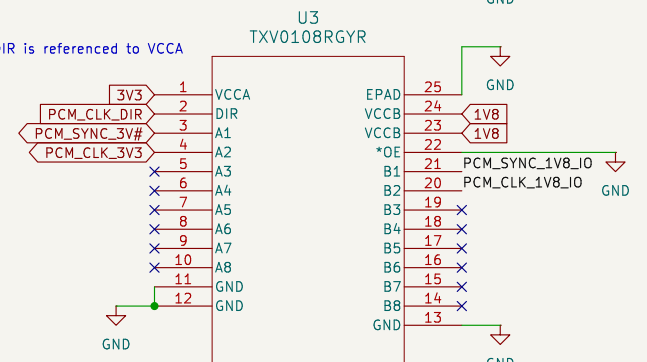 GND
U3
TXV0108RGYR
IR is referenced to VCCA
3V3 1 VCCA
PCM_CLK_DIR 2 DIR
PCM_SYNC_3V# 3 A1
PCM_CLK_3V3 4 A2
5 A3
6 A4
7 A5
8 A6
9 A7
10 A8
11 GND
12 GND
GND
EPAD 25
GND
VCCB 24 1V8
VCCB 23 1V8
*OE 22
GND
B1 21 PCM_SYNC_1V8_IO
B2 20 PCM_CLK_1V8_IO
B3 19
B4 18
B5 17
B6 16
B7 15
B8 14
GND 13
GND